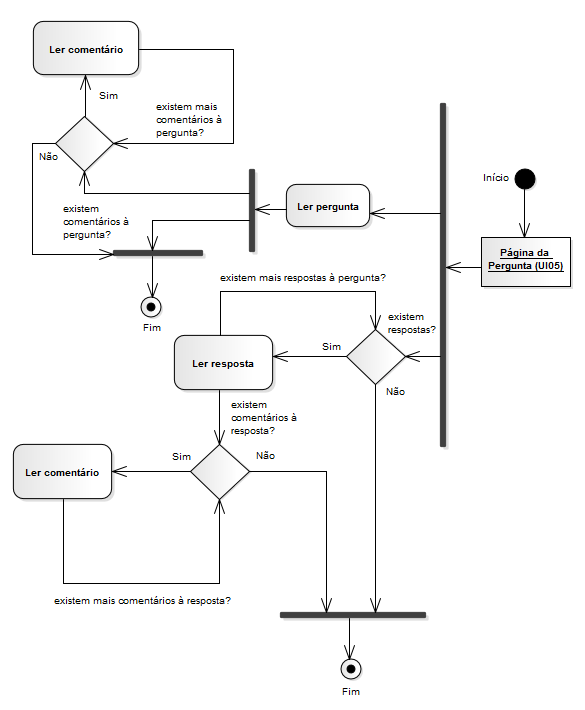 Ler comentário
Sim
existem mais
comentários à
pergunta?
Não
Início
Ler pergunta
existem
comentários à
pergunta?
Página da
Pergunta (UI05)
existem mais respostas à pergunta?
Fim
existem
respostas?
Sim
Ler resposta
Não
existem
comentários à
resposta?
Sim
Não
Ler comentário
existem mais comentários à resposta?
Fim